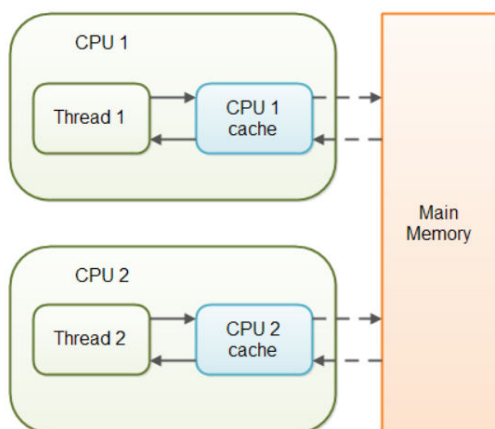 CPU 1
Thread 1
CPU 1
cache
Main
Memory
CPU 2
Thread 2
CPU 2
cache